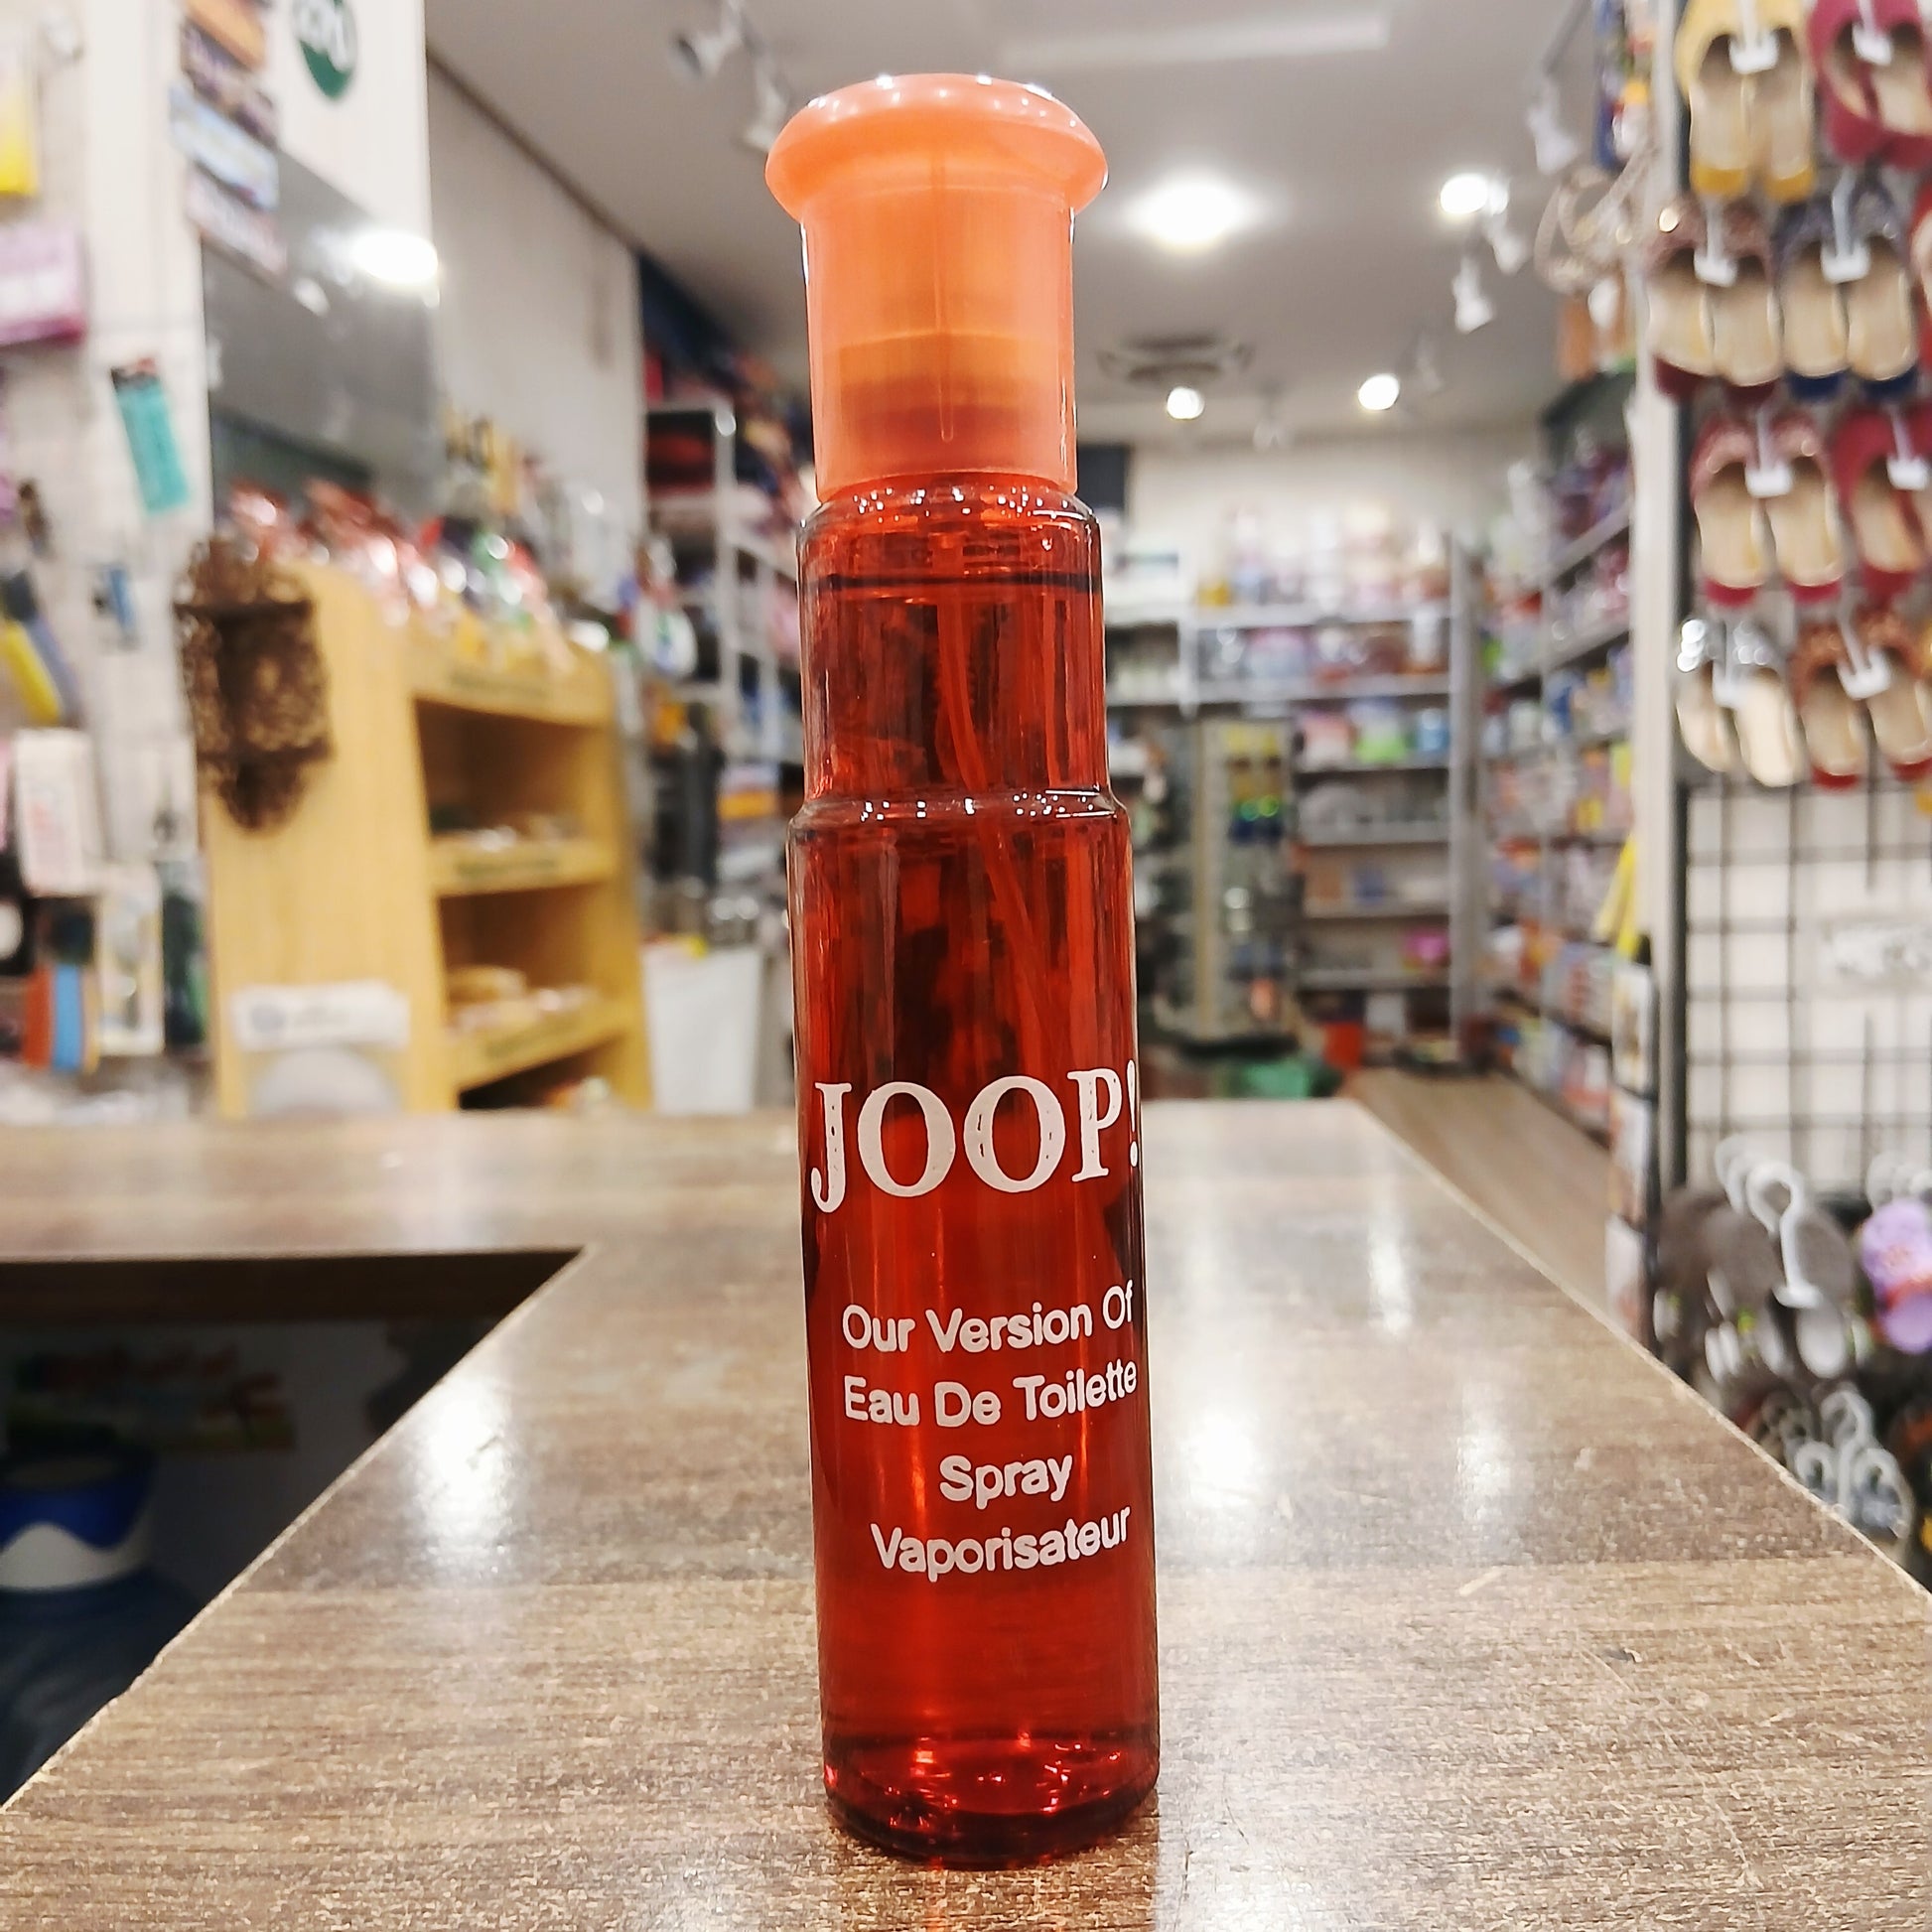 JOOP!
Our Version Of
Eau De Toilette
Spray
Vaporisateur